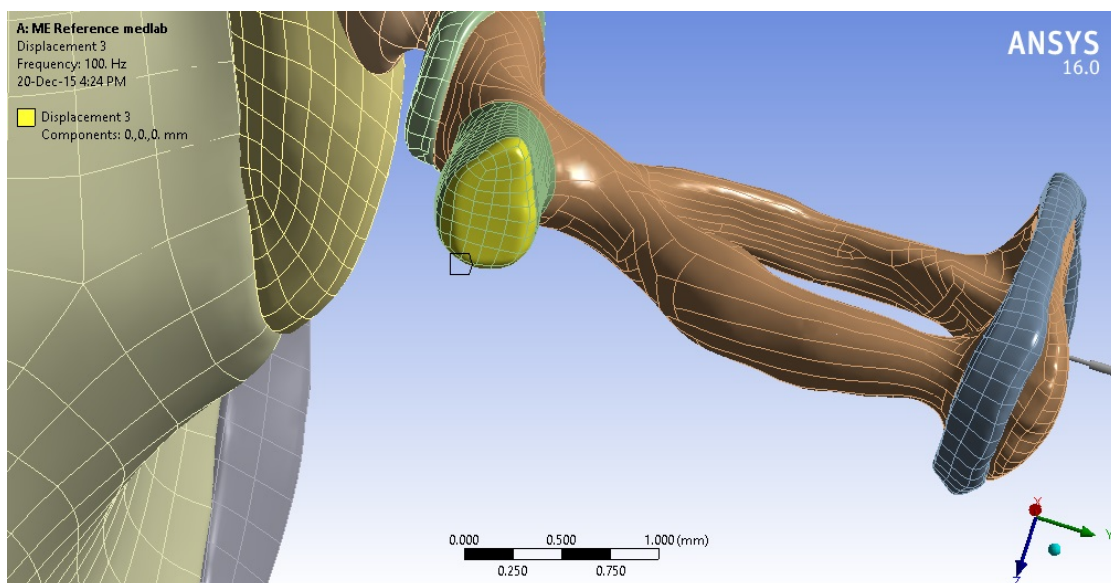 A: ME Reference medlab
Displacement 3
Frequency: 100. Hz
20-Dec-15 4:24 PM
Displacement 3
Components: 0.,0.,0. mm
ANSYS
16.0
0.000 0.500 1.000 (mm)
0.250 0.750
X
Y
Z